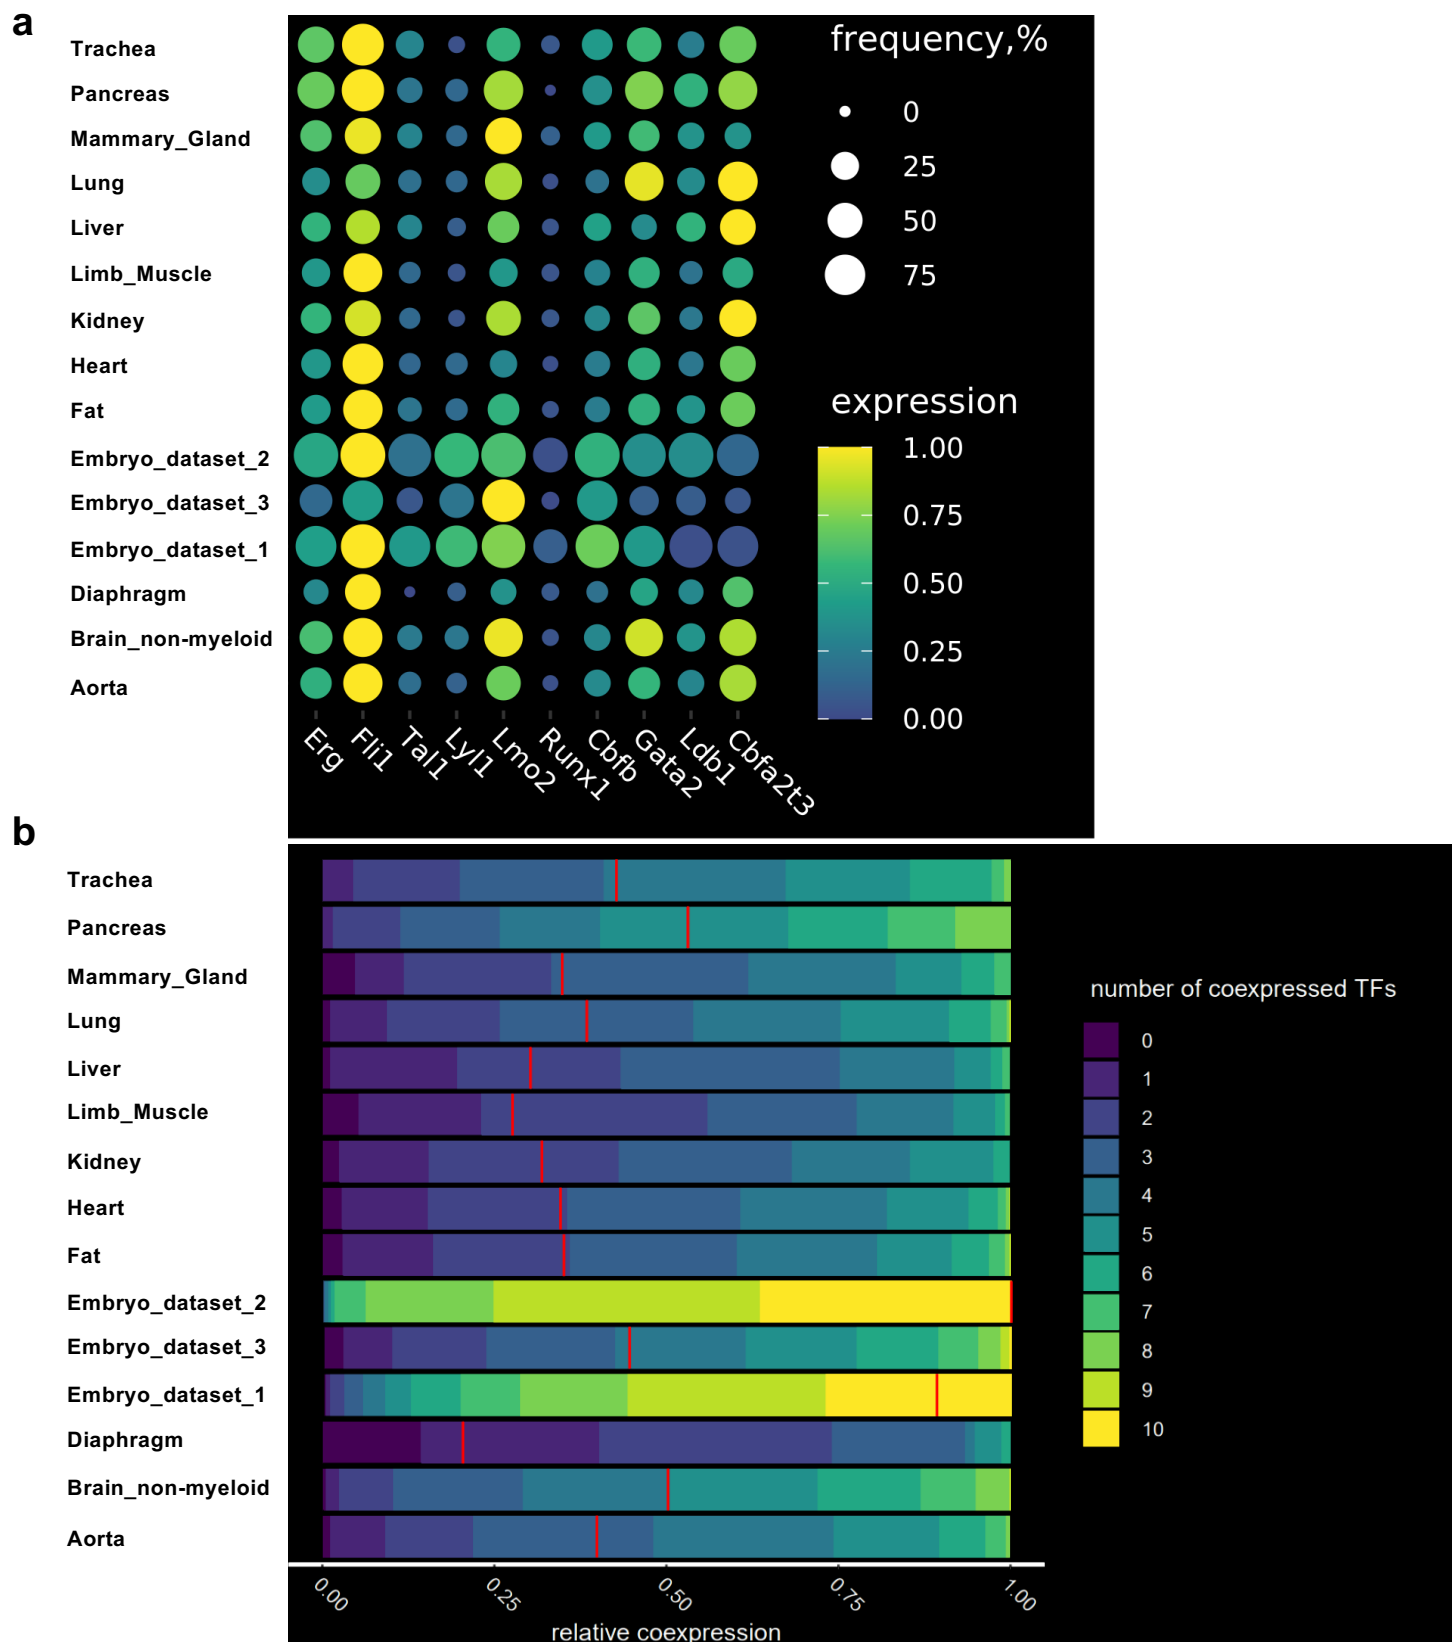 a
Trachea
Pancreas
Mammary_Gland
Lung
Liver
Limb_Muscle
Kidney
Heart
Fat
Embryo_dataset_2
Embryo_dataset_3
Embryo_dataset_1
Diaphragm
Brain_non-myeloid
Aorta
Erg
Fli1
Tal1
Lyl1
Lmo2
Runx1
Cbfb
Gata2
Ldb1
Cbfa2t3
frequency,%
0
25
50
75
expression
1.00
0.75
0.50
0.25
0.00
b
Trachea
Pancreas
Mammary_Gland
Lung
Liver
Limb_Muscle
Kidney
Heart
Fat
Embryo_dataset_2
Embryo_dataset_3
Embryo_dataset_1
Diaphragm
Brain_non-myeloid
Aorta
0.00
0.25
0.50
0.75
1.00
relative coexpression
number of coexpressed TFs
0
1
2
3
4
5
6
7
8
9
10